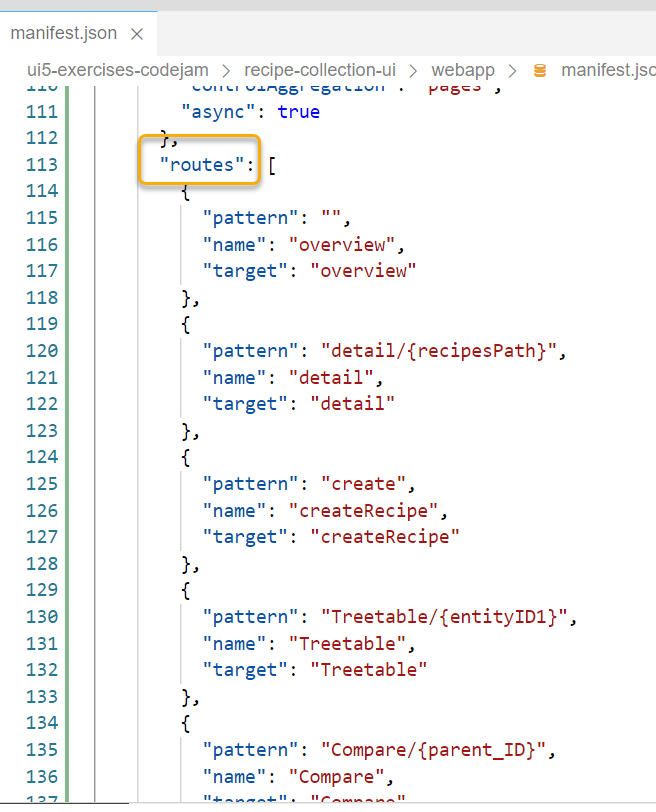 manifest.json ×
ui5-exercises-codejam > recipe-collection-ui > webapp > manifest.jso
110 "controlAggregation": "pages",
111 "async": true
112 },
113 "routes": [
114 {
115 "pattern": "",
116 "name": "overview",
117 "target": "overview"
118 },
119 {
120 "pattern": "detail/{recipesPath}",
121 "name": "detail",
122 "target": "detail"
123 },
124 {
125 "pattern": "create",
126 "name": "createRecipe",
127 "target": "createRecipe"
128 },
129 {
130 "pattern": "Treetable/{entityID1}",
131 "name": "Treetable",
132 "target": "Treetable"
133 },
134 {
135 "pattern": "Compare/{parent_ID}",
136 "name": "Compare",
137 "target": "Compare"